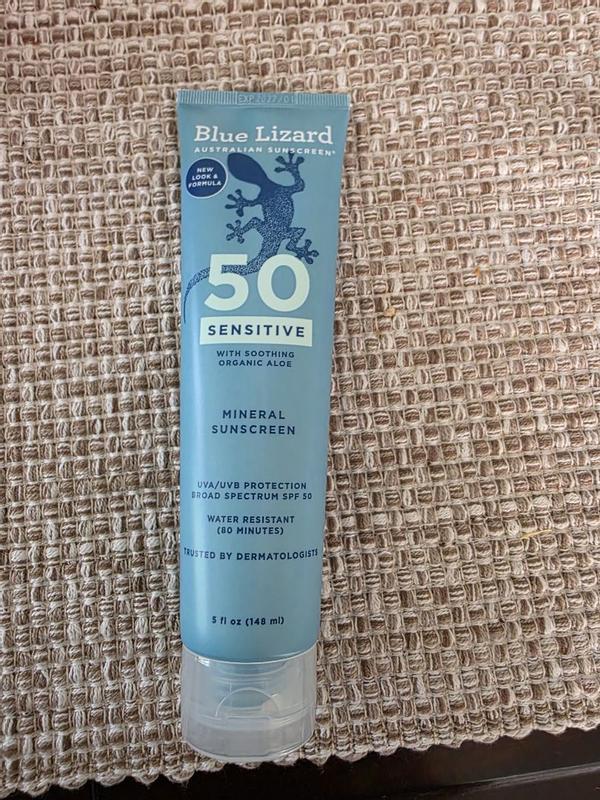 Blue Lizard
AUSTRALIAN SUNSCREEN®
NEW
LOOK &
FORMULA
50
SENSITIVE
WITH SOOTHING
ORGANIC ALOE
MINERAL
SUNSCREEN
UVA/UVB PROTECTION
BROAD SPECTRUM SPF 50
WATER RESISTANT
(80 MINUTES)
TRUSTED BY DERMATOLOGISTS
5 fl oz (148 ml)